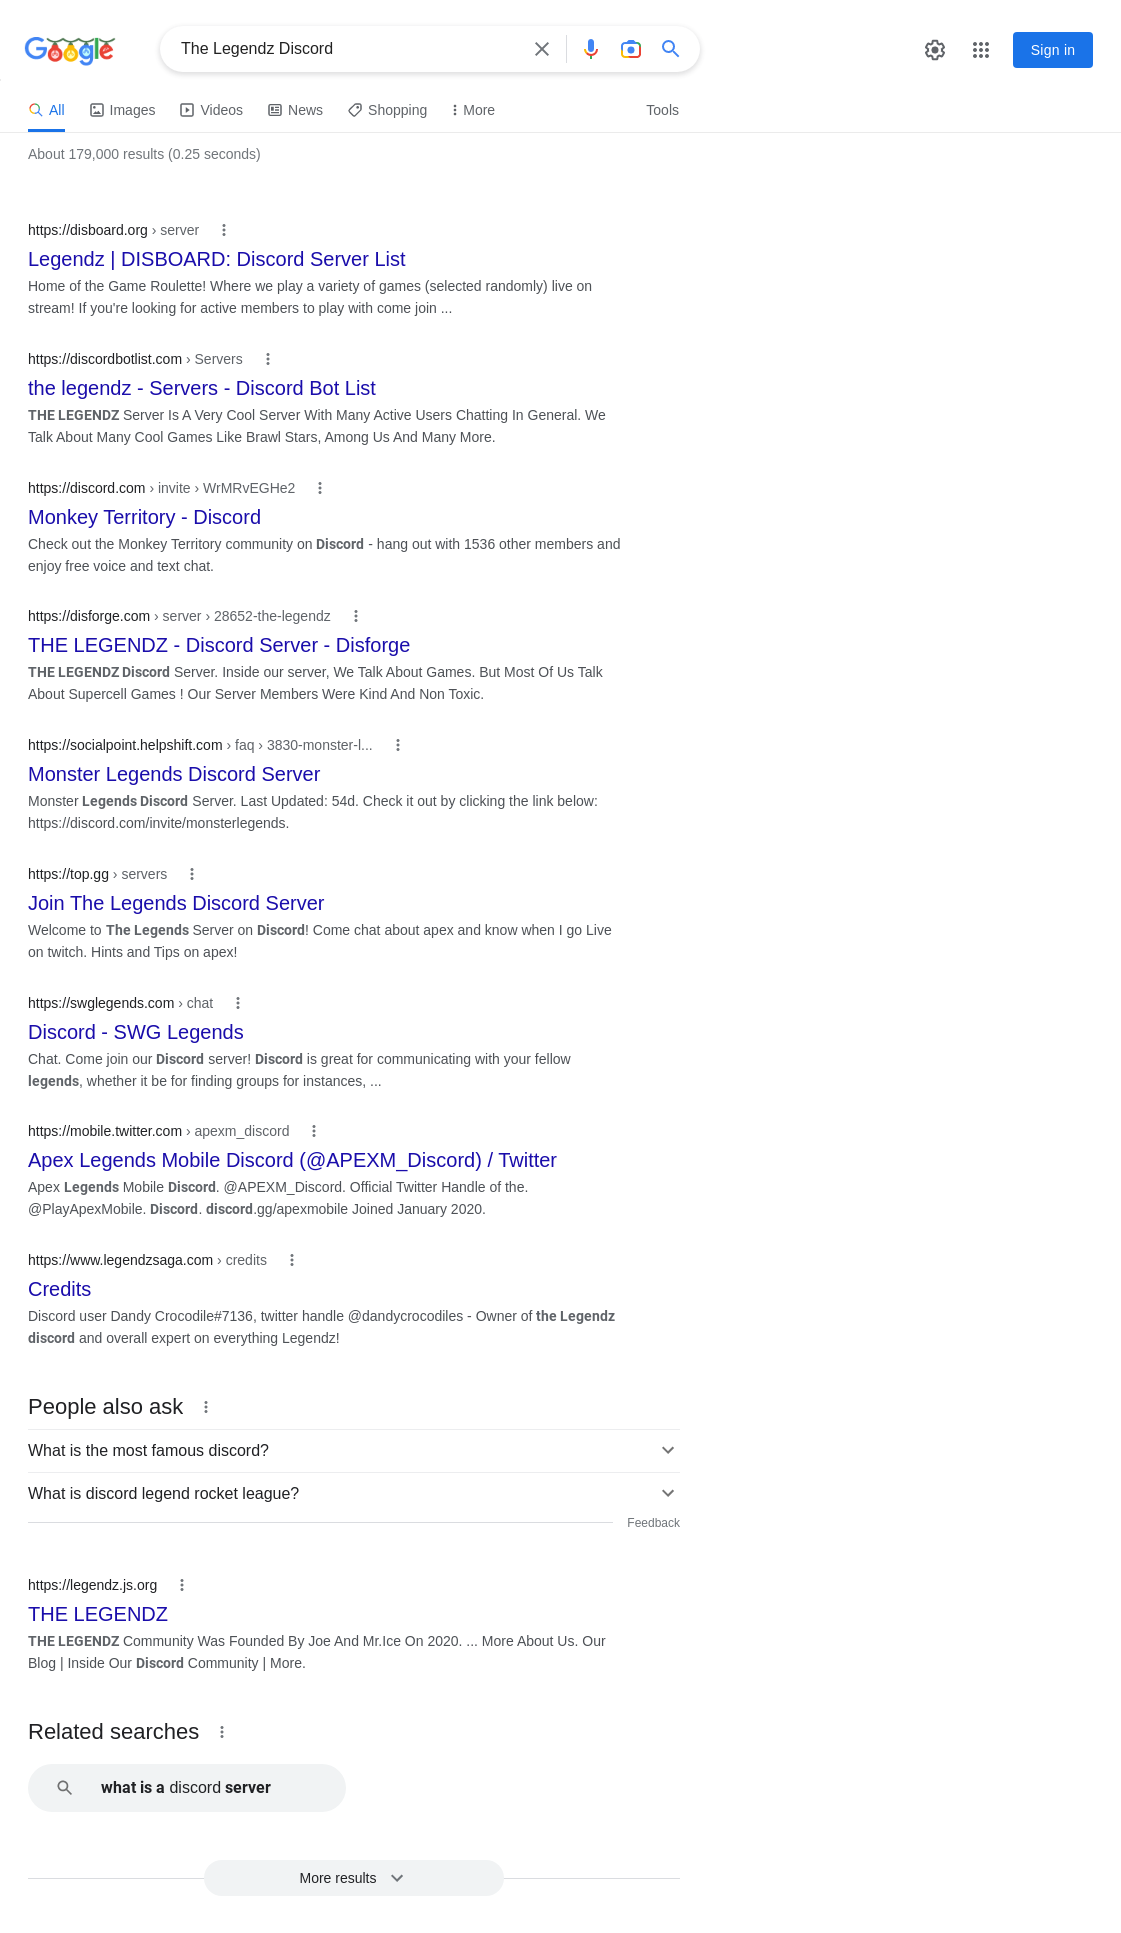 Google
The Legendz Discord
Sign in
All
Images
Videos
News
Shopping
More
Tools
About 179,000 results (0.25 seconds)
https://disboard.org › server
Legendz | DISBOARD: Discord Server List
Home of the Game Roulette! Where we play a variety of games (selected randomly) live on
stream! If you're looking for active members to play with come join ...
https://discordbotlist.com › Servers
the legendz - Servers - Discord Bot List
THE LEGENDZ Server Is A Very Cool Server With Many Active Users Chatting In General. We
Talk About Many Cool Games Like Brawl Stars, Among Us And Many More.
https://discord.com › invite › WrMRvEGHe2
Monkey Territory - Discord
Check out the Monkey Territory community on Discord - hang out with 1536 other members and
enjoy free voice and text chat.
https://disforge.com › server › 28652-the-legendz
THE LEGENDZ - Discord Server - Disforge
THE LEGENDZ Discord Server. Inside our server, We Talk About Games. But Most Of Us Talk
About Supercell Games ! Our Server Members Were Kind And Non Toxic.
https://socialpoint.helpshift.com › faq › 3830-monster-l...
Monster Legends Discord Server
Monster Legends Discord Server. Last Updated: 54d. Check it out by clicking the link below:
https://discord.com/invite/monsterlegends.
https://top.gg › servers
Join The Legends Discord Server
Welcome to The Legends Server on Discord! Come chat about apex and know when I go Live
on twitch. Hints and Tips on apex!
https://swglegends.com › chat
Discord - SWG Legends
Chat. Come join our Discord server! Discord is great for communicating with your fellow
legends, whether it be for finding groups for instances, ...
https://mobile.twitter.com › apexm_discord
Apex Legends Mobile Discord (@APEXM_Discord) / Twitter
Apex Legends Mobile Discord. @APEXM_Discord. Official Twitter Handle of the.
@PlayApexMobile. Discord. discord.gg/apexmobile Joined January 2020.
https://www.legendzsaga.com › credits
Credits
Discord user Dandy Crocodile#7136, twitter handle @dandycrocodiles - Owner of the Legendz
discord and overall expert on everything Legendz!
People also ask
What is the most famous discord?
What is discord legend rocket league?
Feedback
https://legendz.js.org
THE LEGENDZ
THE LEGENDZ Community Was Founded By Joe And Mr.Ice On 2020. ... More About Us. Our
Blog | Inside Our Discord Community | More.
Related searches
what is a discord server
More results